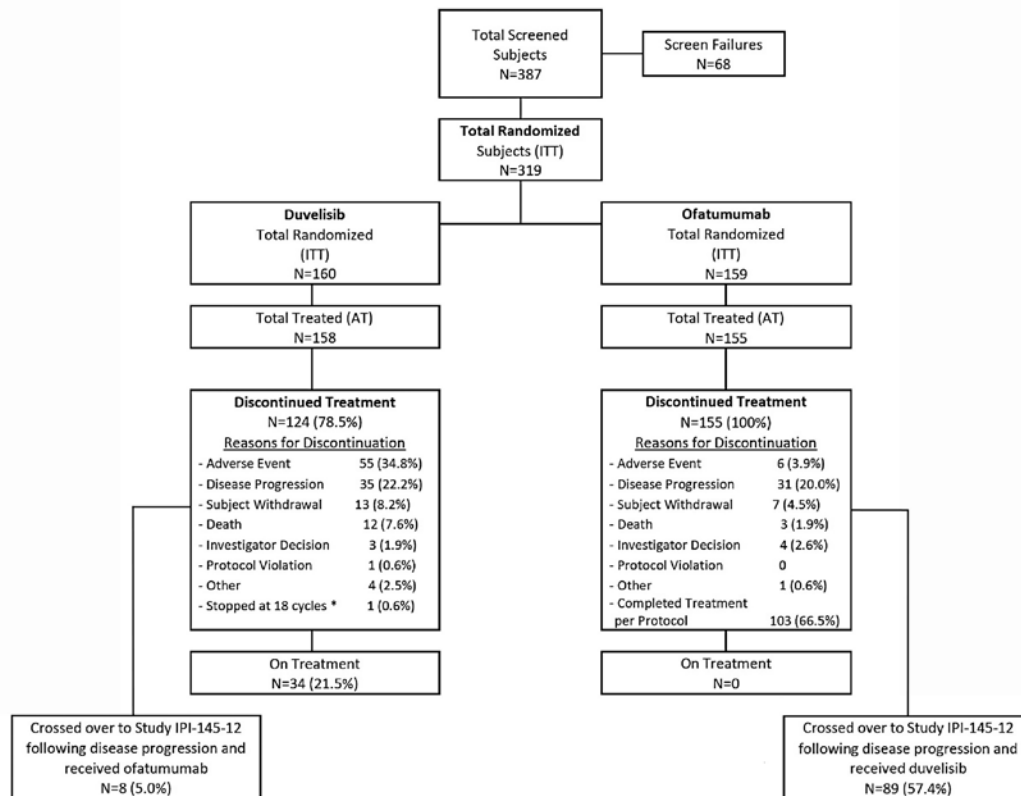 Total Screened
Subjects
N=387
Screen Failures
N=68
Total Randomized
Subjects (ITT)
N=319
Duvelisib
Total Randomized
(ITT)
N=160
Ofatumumab
Total Randomized
(ITT)
N=159
Total Treated (AT)
N=158
Total Treated (AT)
N=155
Discontinued Treatment
N=124 (78.5%)
Reasons for Discontinuation
- Adverse Event 55 (34.8%)
- Disease Progression 35 (22.2%)
- Subject Withdrawal 13 (8.2%)
- Death 12 (7.6%)
- Investigator Decision 3 (1.9%)
- Protocol Violation 1 (0.6%)
- Other 4 (2.5%)
- Stopped at 18 cycles * 1 (0.6%)
Discontinued Treatment
N=155 (100%)
Reasons for Discontinuation
- Adverse Event 6 (3.9%)
- Disease Progression 31 (20.0%)
- Subject Withdrawal 7 (4.5%)
- Death 3 (1.9%)
- Investigator Decision 4 (2.6%)
- Protocol Violation 0
- Other 1 (0.6%)
- Completed Treatment
per Protocol 103 (66.5%)
On Treatment
N=34 (21.5%)
On Treatment
N=0
Crossed over to Study IPI-145-12
following disease progression and
received ofatumumab
N=8 (5.0%)
Crossed over to Study IPI-145-12
following disease progression and
received duvelisib
N=89 (57.4%)